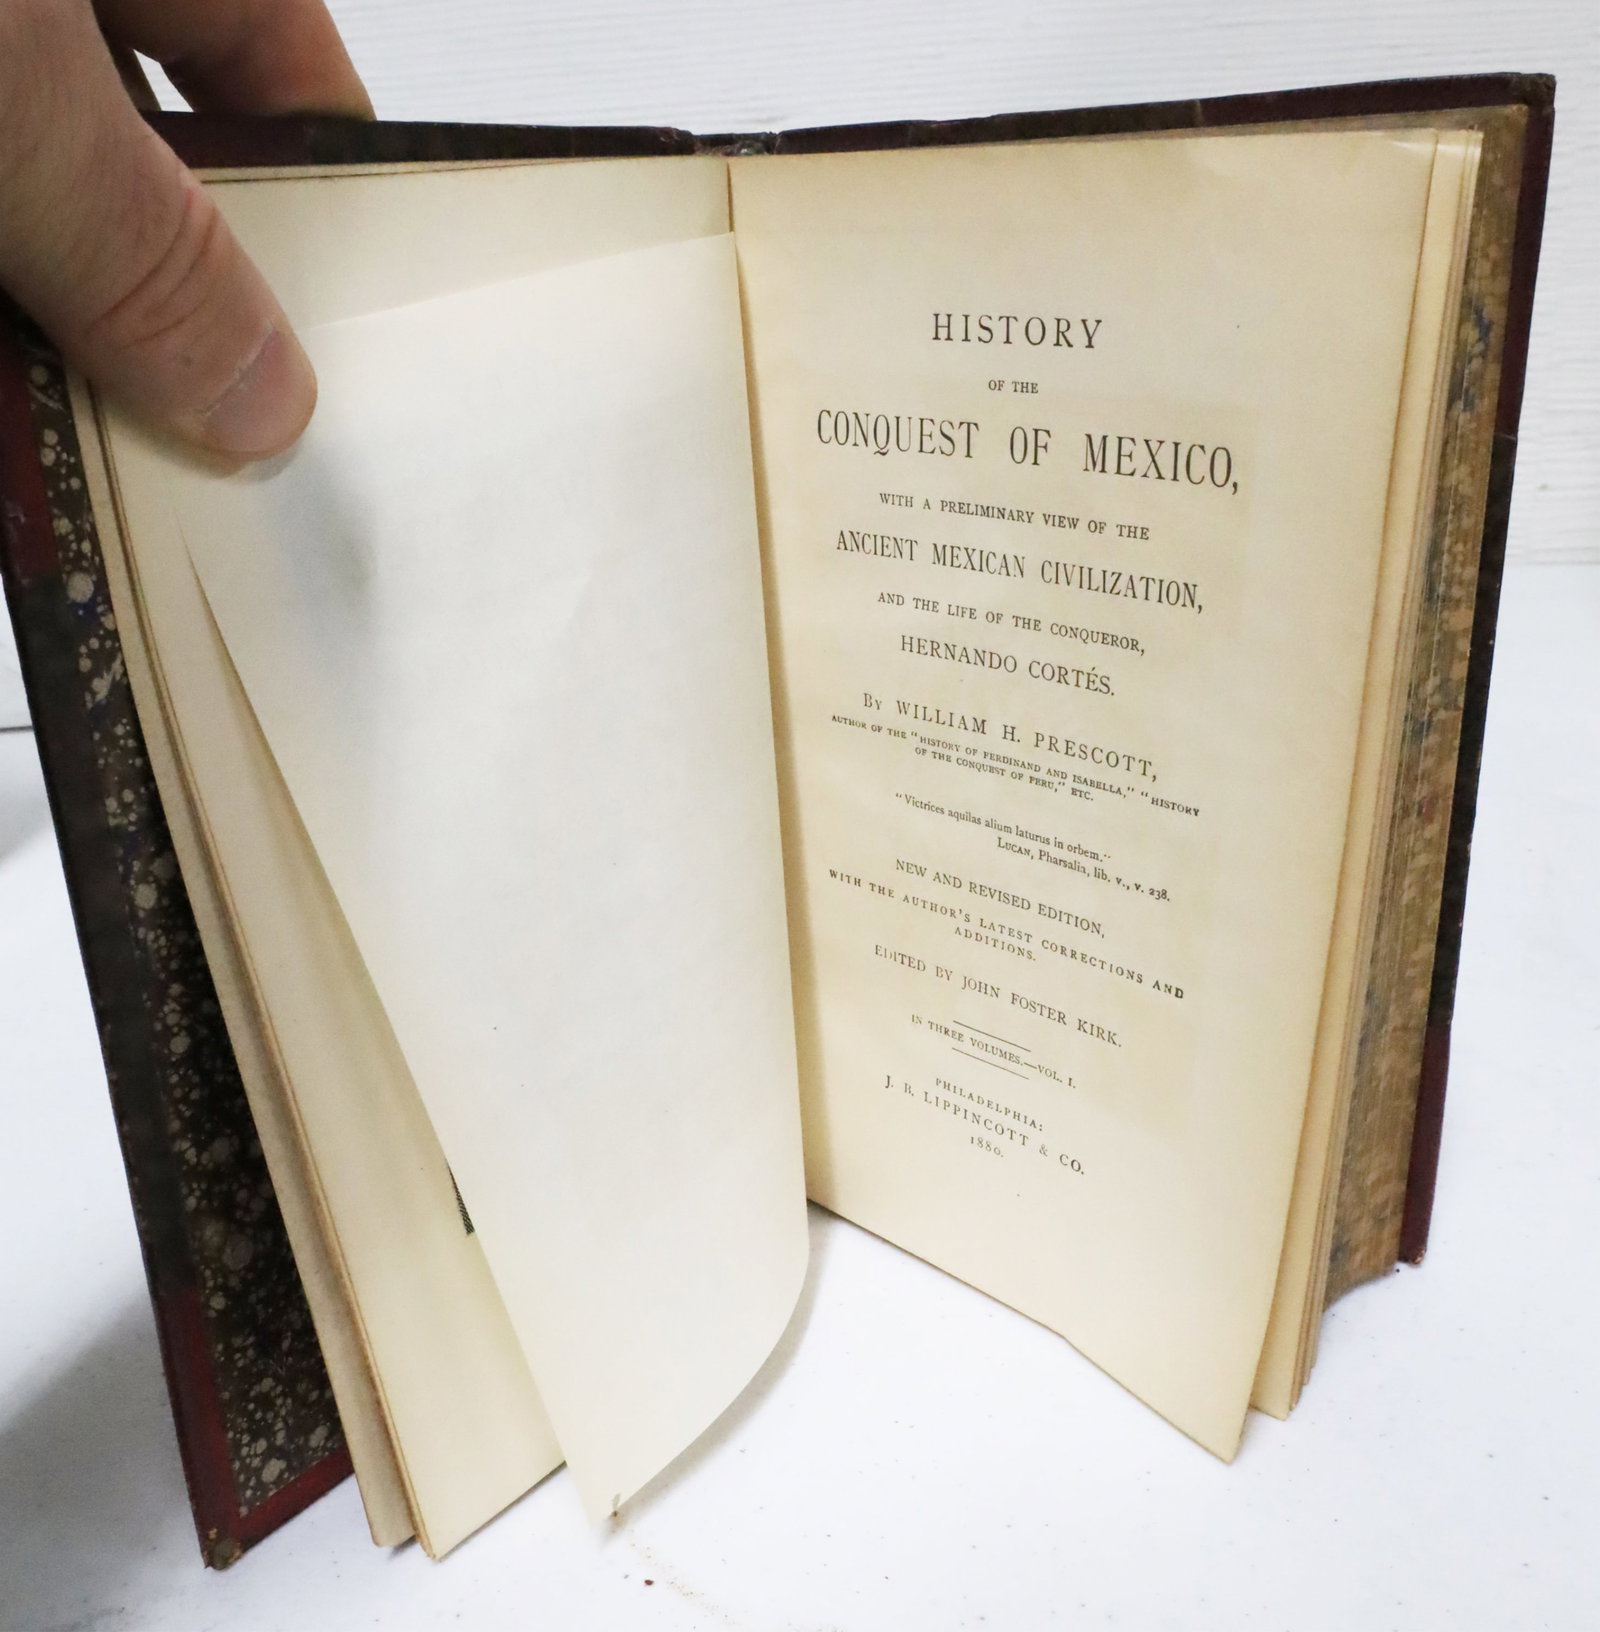 HISTORY
OF THE
CONQUEST OF MEXICO,
WITH A PRELIMINARY VIEW OF THE
ANCIENT MEXICAN CIVILIZATION,
AND THE LIFE OF THE CONQUEROR,
HERNANDO CORTÉS.
By WILLIAM H. PRESCOTT,
AUTHOR OF THE "HISTORY OF FERDINAND AND ISABELLA," "HISTORY
OF THE CONQUEST OF PERU," ETC.
"Victrices aquilas alium laturus in orbem."
LUCAN, Pharsalia, lib. v., v. 238.
NEW AND REVISED EDITION,
WITH THE AUTHOR'S LATEST CORRECTIONS AND
ADDITIONS.
EDITED BY JOHN FOSTER KIRK.
IN THREE VOLUMES.—VOL. I.
PHILADELPHIA:
J. B. LIPPINCOTT & CO.
1880.